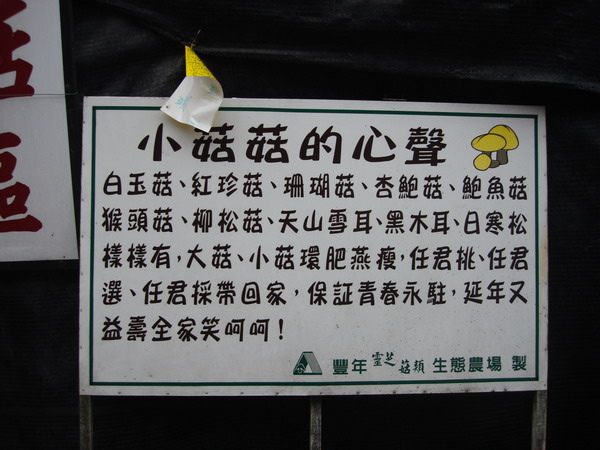 小菇菇的心聲
白玉菇、紅珍菇、珊瑚菇、杏鮑菇、鮑魚菇
猴頭菇、柳松菇、天山雪耳、黑木耳、日寒松
樣樣有，大菇、小菇環肥燕瘦，任君挑、任君
選、任君採帶回家，保証青春永駐，延年又
益壽全家笑呵呵！
豐年靈芝菇類生態農場 製
菇
區